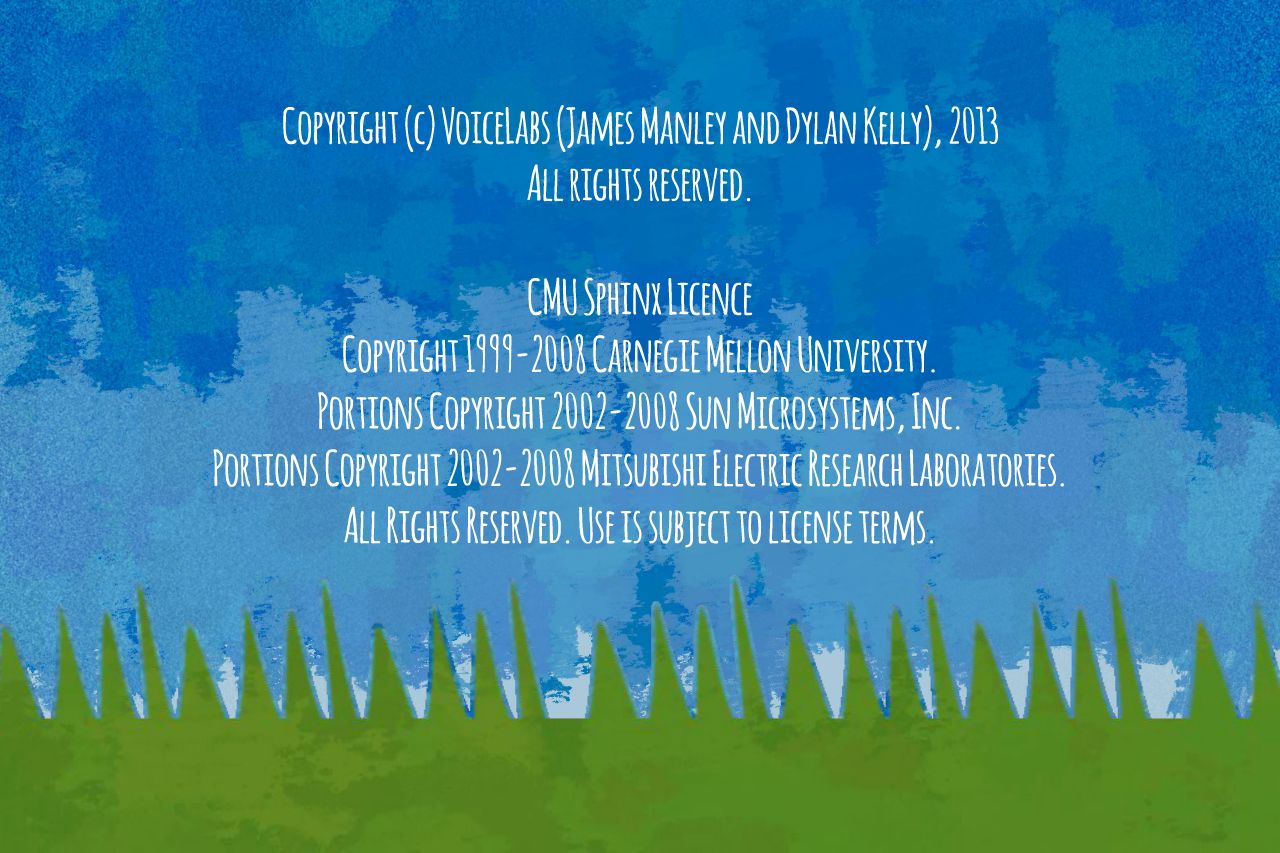 Copyright (c) VoiceLabs (James Manley and Dylan Kelly), 2013
All rights reserved.
CMU Sphinx Licence
Copyright 1999-2008 Carnegie Mellon University.
Portions Copyright 2002-2008 Sun Microsystems, Inc.
Portions Copyright 2002-2008 Mitsubishi Electric Research Laboratories.
All Rights Reserved. Use is subject to license terms.